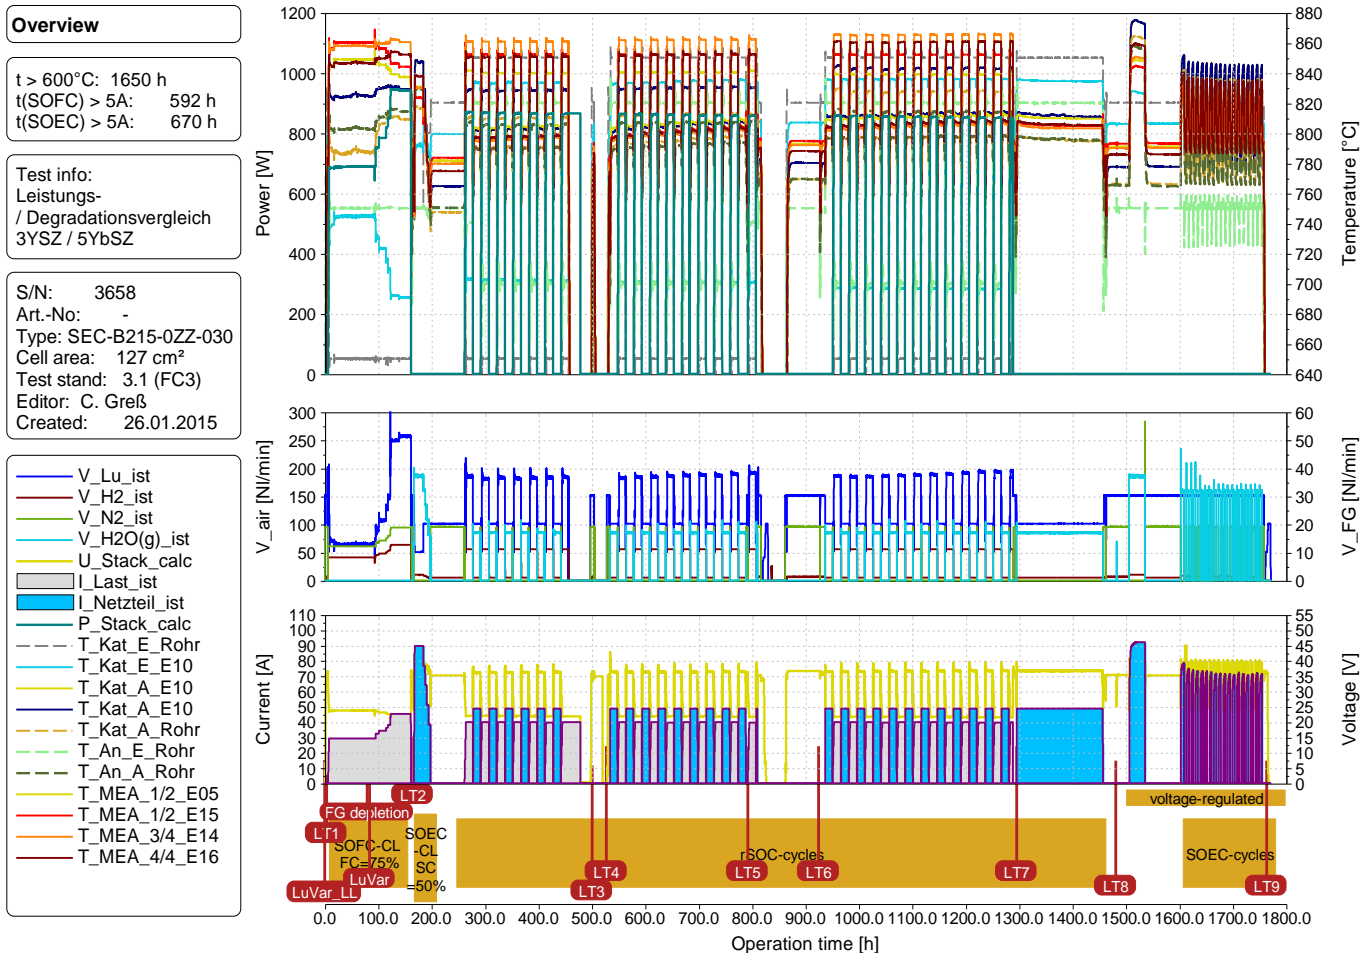 Overview
t > 600°C: 1650 h
t(SOFC) > 5A: 592 h
t(SOEC) > 5A: 670 h
Test info:
Leistungs-
/ Degradationsvergleich
3YSZ / 5YbSZ
S/N: 3658
Art.-No: -
Type: SEC-B215-0ZZ-030
Cell area: 127 cm²
Test stand: 3.1 (FC3)
Editor: C. Greß
Created: 26.01.2015
V_Lu_ist
V_H2_ist
V_N2_ist
V_H2O(g)_ist
U_Stack_calc
I_Last_ist
I_Netzteil_ist
P_Stack_calc
T_Kat_E_Rohr
T_Kat_E_E10
T_Kat_A_E10
T_Kat_A_E10
T_Kat_A_Rohr
T_An_E_Rohr
T_An_A_Rohr
T_MEA_1/2_E05
T_MEA_1/2_E15
T_MEA_3/4_E14
T_MEA_4/4_E16
Power [W]
1200
1000
800
600
400
200
0
Temperature [°C]
880
860
840
820
800
780
760
740
720
700
680
660
640
V_air [Nl/min]
300
250
200
150
100
50
0
V_FG [Nl/min]
60
50
40
30
20
10
0
Current [A]
110
100
90
80
70
60
50
40
30
20
10
0
Voltage [V]
55
50
45
40
35
30
25
20
15
10
5
0
voltage-regulated
LT2
FG depletion
LT1
SOFC-CL
FC=75%
LuVar
LuVar_LL
SOEC
-CL
SC
=50%
rSOC-cycles
LT3
LT4
LT5
LT6
LT7
LT8
SOEC-cycles
LT9
0.0 100.0 200.0 300.0 400.0 500.0 600.0 700.0 800.0 900.0 1000.0 1100.0 1200.0 1300.0 1400.0 1500.0 1600.0 1700.0 1800.0
Operation time [h]